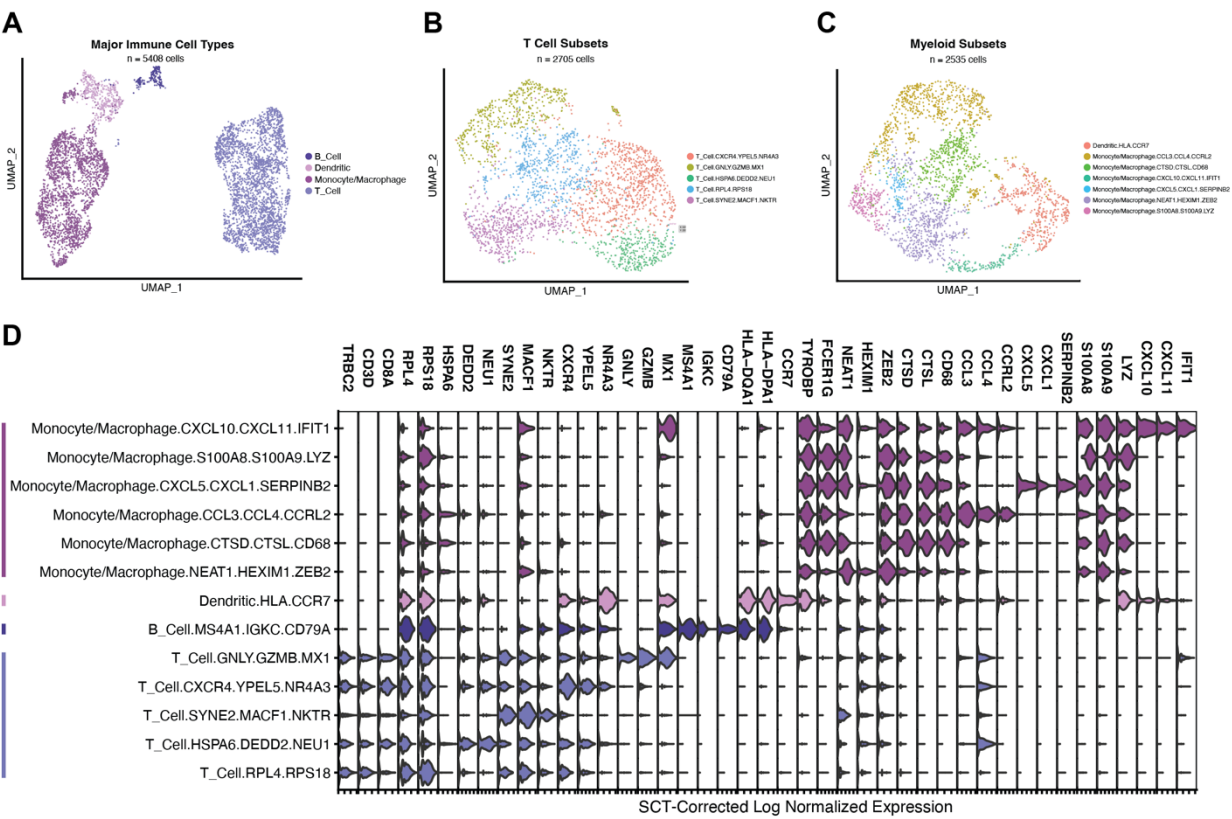 A
Major Immune Cell Types
n = 5408 cells
UMAP_2
UMAP_1
B_Cell
Dendritic
Monocyte/Macrophage
T_Cell
B
T Cell Subsets
n = 2705 cells
UMAP_2
UMAP_1
T_Cell.CXCR4.YPEL5.NR4A3
T_Cell.GNLY.GZMB.MX1
T_Cell.HSPA6.DEDD2.NEU1
T_Cell.RPL4.RPS18
T_Cell.SYNE2.MACF1.NKTR
C
Myeloid Subsets
n = 2535 cells
UMAP_2
UMAP_1
Dendritic.HLA.CCR7
Monocyte/Macrophage.CCL3.CCL4.CCRL2
Monocyte/Macrophage.CTSD.CTSL.CD68
Monocyte/Macrophage.CXCL10.CXCL11.IFIT1
Monocyte/Macrophage.CXCL5.CXCL1.SERPINB2
Monocyte/Macrophage.NEAT1.HEXIM1.ZEB2
Monocyte/Macrophage.S100A8.S100A9.LYZ
D
TRBC2
CD3D
CD8A
RPL4
RPS18
HSPA6
DEDD2
NEU1
SYNE2
MACF1
NKTR
CXCR4
YPEL5
NR4A3
GNLY
GZMB
MX1
MS4A1
IGKC
CD79A
HLA-DQA1
HLA-DPA1
CCR7
TYROBP
FCER1G
NEAT1
HEXIM1
ZEB2
CTSD
CTSL
CD68
CCL3
CCL4
CCRL2
CXCL5
CXCL1
SERPINB2
S100A8
S100A9
LYZ
CXCL10
CXCL11
IFIT1
Monocyte/Macrophage.CXCL10.CXCL11.IFIT1
Monocyte/Macrophage.S100A8.S100A9.LYZ
Monocyte/Macrophage.CXCL5.CXCL1.SERPINB2
Monocyte/Macrophage.CCL3.CCL4.CCRL2
Monocyte/Macrophage.CTSD.CTSL.CD68
Monocyte/Macrophage.NEAT1.HEXIM1.ZEB2
Dendritic.HLA.CCR7
B_Cell.MS4A1.IGKC.CD79A
T_Cell.GNLY.GZMB.MX1
T_Cell.CXCR4.YPEL5.NR4A3
T_Cell.SYNE2.MACF1.NKTR
T_Cell.HSPA6.DEDD2.NEU1
T_Cell.RPL4.RPS18
SCT-Corrected Log Normalized Expression